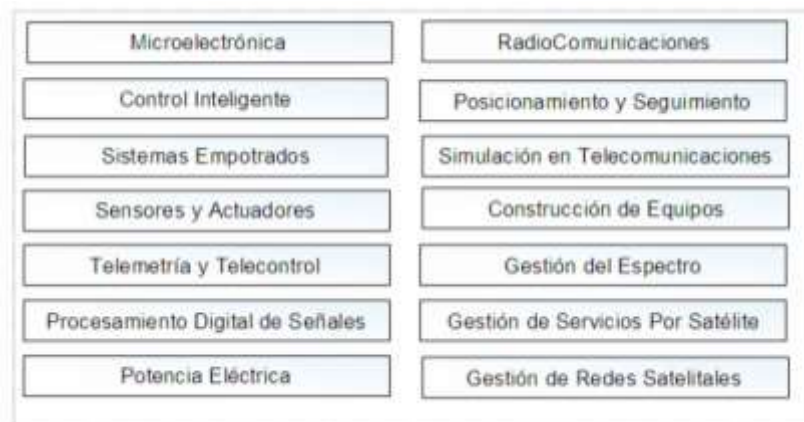 Microelectrónica
Control Inteligente
Sistemas Empotrados
Sensores y Actuadores
Telemetría y Telecontrol
Procesamiento Digital de Señales
Potencia Eléctrica
RadioComunicaciones
Posicionamiento y Seguimiento
Simulación en Telecomunicaciones
Construcción de Equipos
Gestión del Espectro
Gestión de Servicios Por Satélite
Gestión de Redes Satelitales